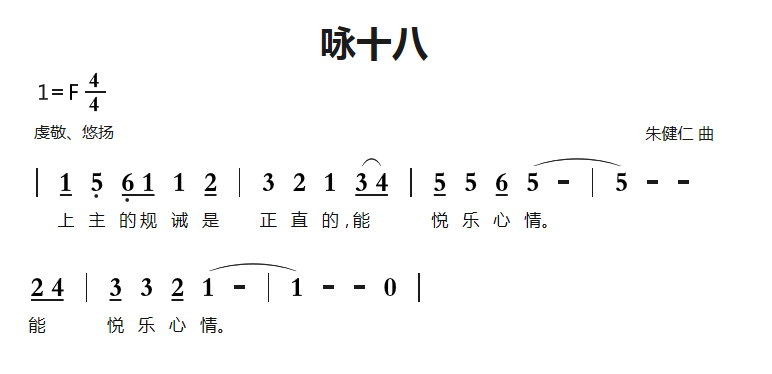 咏十八
1=F 4/4
虔敬、悠扬
朱健仁 曲
| 1 5 6 1 1 2 | 3 2 1 3 4 | 5 5 6 5 - | 5 - -
上主的规诫是 正直的,能 悦乐心情。
2 4 | 3 3 2 1 - | 1 - - 0 |
能 悦乐心情。